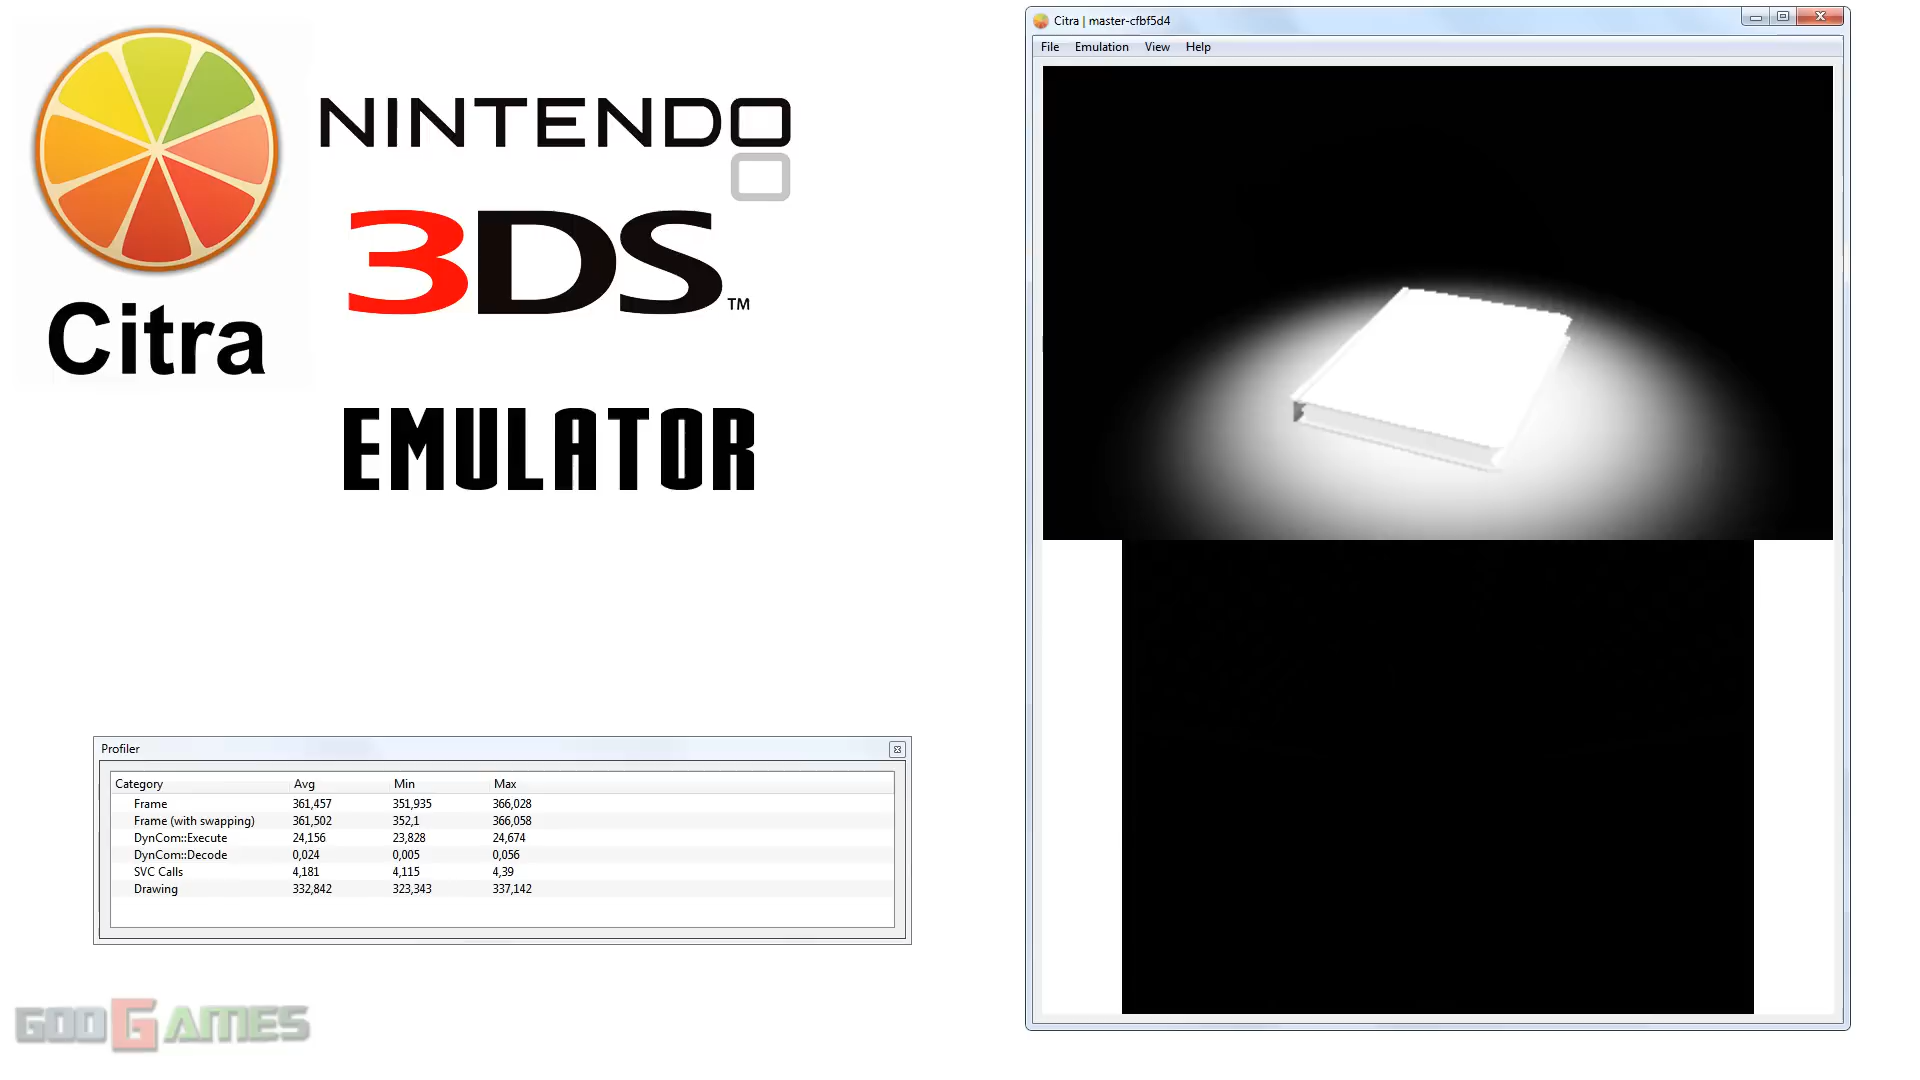 Citra
NINTENDO
3DS™
EMULATOR
Citra | master-cfbf5d4
File Emulation View Help
Profiler
Category Avg Min Max
Frame 361,457 351,935 366,028
Frame (with swapping) 361,502 352,1 366,058
DynCom::Execute 24,156 23,828 24,674
DynCom::Decode 0,024 0,005 0,056
SVC Calls 4,181 4,115 4,39
Drawing 332,842 323,343 337,142
GOOGAMES